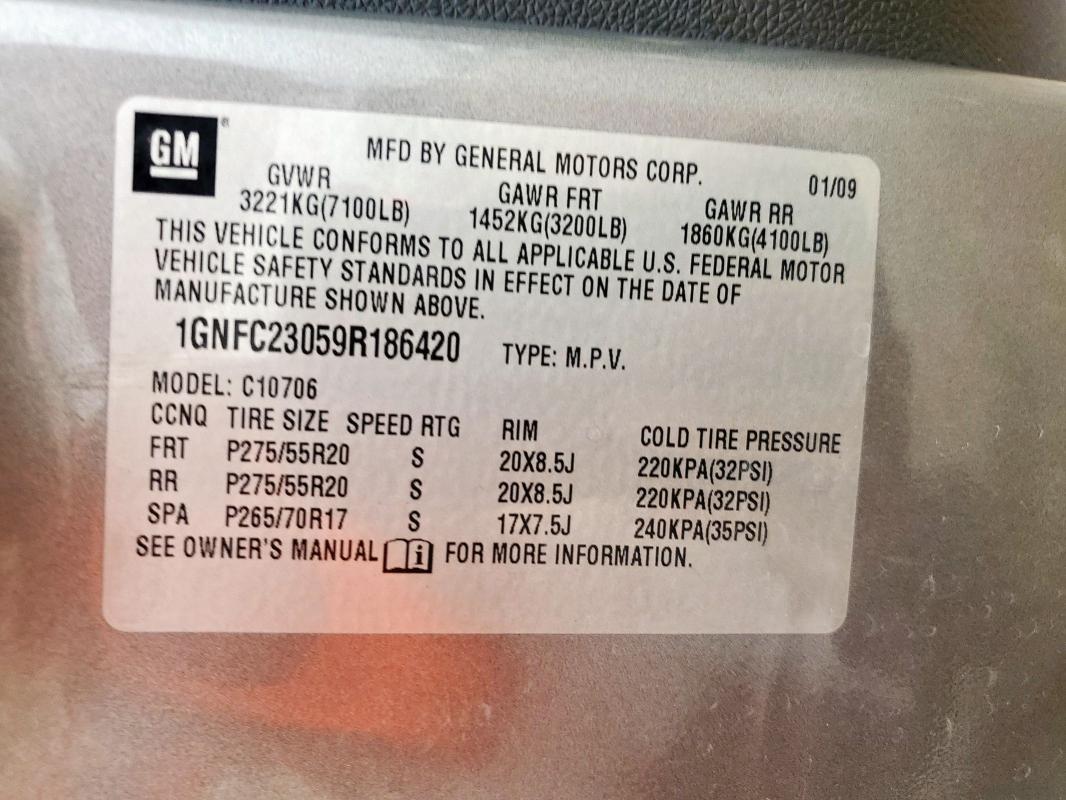 GM®
MFD BY GENERAL MOTORS CORP. 01/09
GVWR GAWR FRT GAWR RR
3221KG(7100LB) 1452KG(3200LB) 1860KG(4100LB)
THIS VEHICLE CONFORMS TO ALL APPLICABLE U.S. FEDERAL MOTOR
VEHICLE SAFETY STANDARDS IN EFFECT ON THE DATE OF
MANUFACTURE SHOWN ABOVE.
1GNFC23059R186420 TYPE: M.P.V.
MODEL: C10706
CCNQ TIRE SIZE SPEED RTG RIM COLD TIRE PRESSURE
FRT P275/55R20 S 20X8.5J 220KPA(32PSI)
RR P275/55R20 S 20X8.5J 220KPA(32PSI)
SPA P265/70R17 S 17X7.5J 240KPA(35PSI)
SEE OWNER'S MANUAL i FOR MORE INFORMATION.